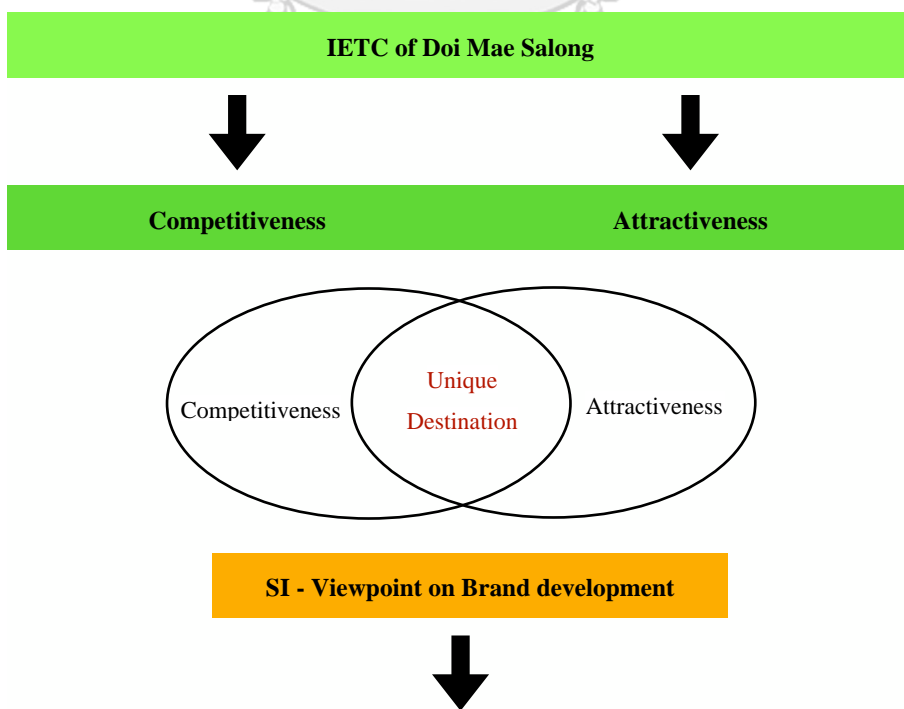 IETC of Doi Mae Salong
Competitiveness Attractiveness
Unique
Competitiveness Attractiveness
Destination
SI - Viewpoint on Brand development